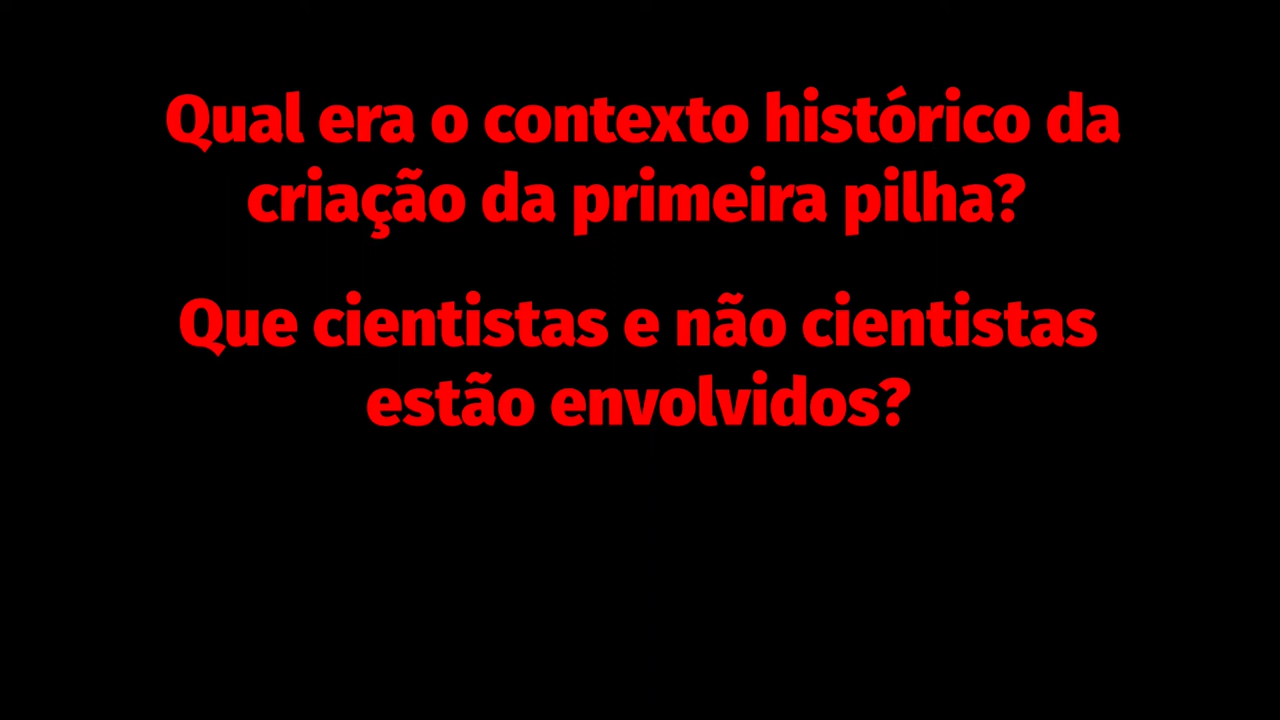 Qual era o contexto histórico da
criação da primeira pilha?
Que cientistas e não cientistas
estão envolvidos?